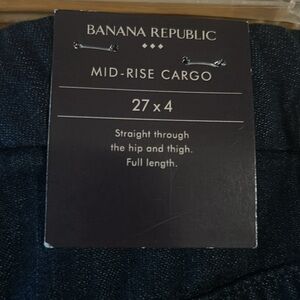 BANANA REPUBLIC
MID-RISE CARGO
27 x 4
Straight through
the hip and thigh.
Full length.